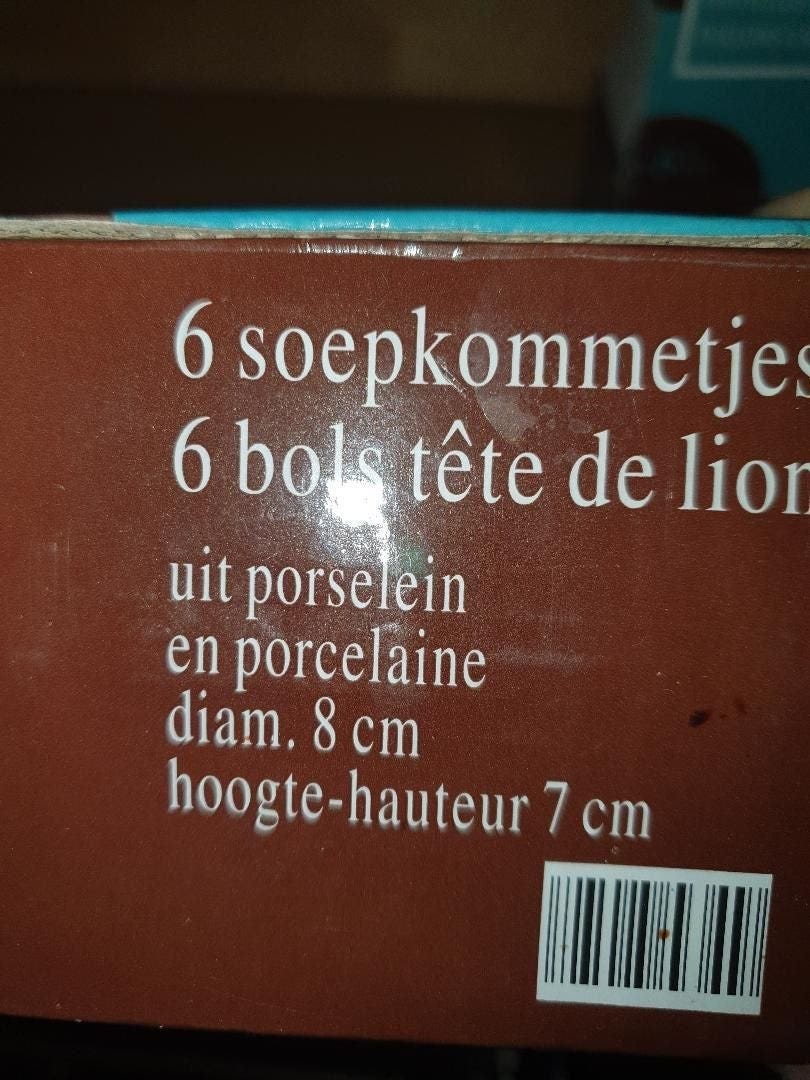 6 soepkommetjes
6 bols tête de lion
uit porselein
en porcelaine
diam. 8 cm
hoogte-hauteur 7 cm